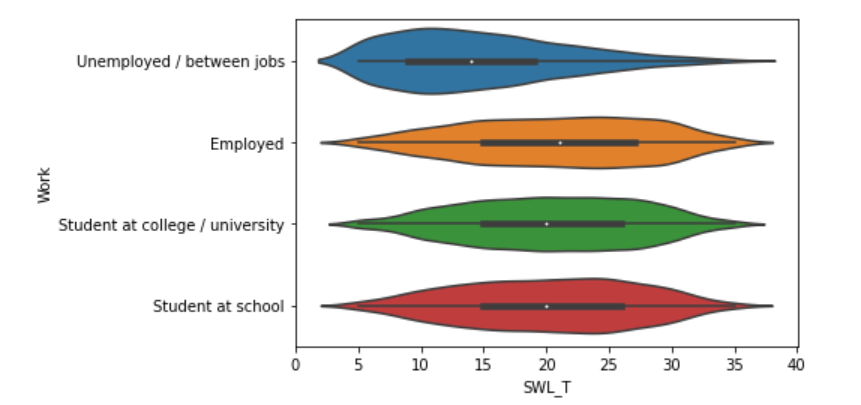 Unemployed / between jobs
Employed
Work
Student at college / university
Student at school
0 5 10 15 20 25 30 35 40
SWL_T